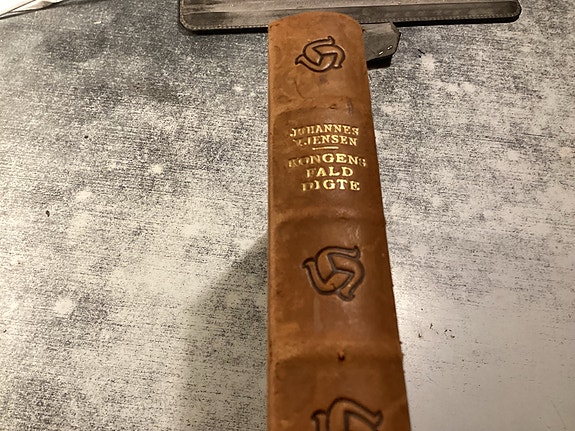 JOHANNES
V.JENSEN
KONGENS
FALD
DIGTE